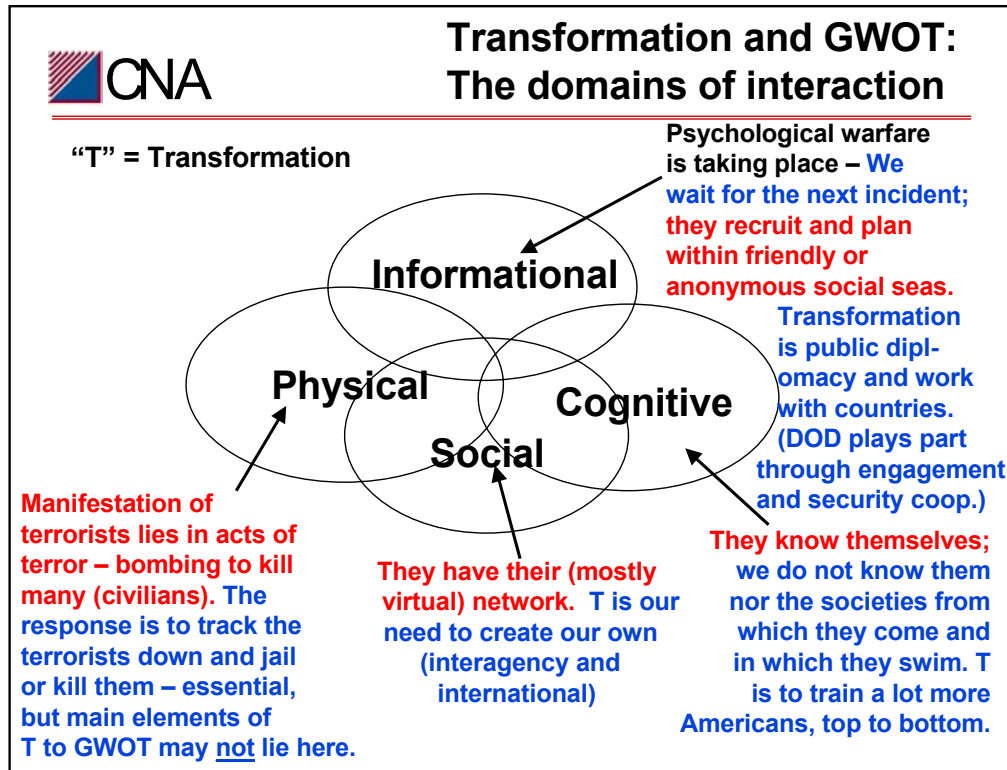 CNA
Transformation and GWOT:
The domains of interaction
“T” = Transformation
Psychological warfare
is taking place – We
wait for the next incident;
they recruit and plan
within friendly or
anonymous social seas.
Informational
Physical
Cognitive
Social
Transformation
is public dipl-
omacy and work
with countries.
(DOD plays part
through engagement
and security coop.)
Manifestation of
terrorists lies in acts of
terror – bombing to kill
many (civilians). The
response is to track the
terrorists down and jail
or kill them – essential,
but main elements of
T to GWOT may not lie here.
They have their (mostly
virtual) network. T is our
need to create our own
(interagency and
international)
They know themselves;
we do not know them
nor the societies from
which they come and
in which they swim. T
is to train a lot more
Americans, top to bottom.